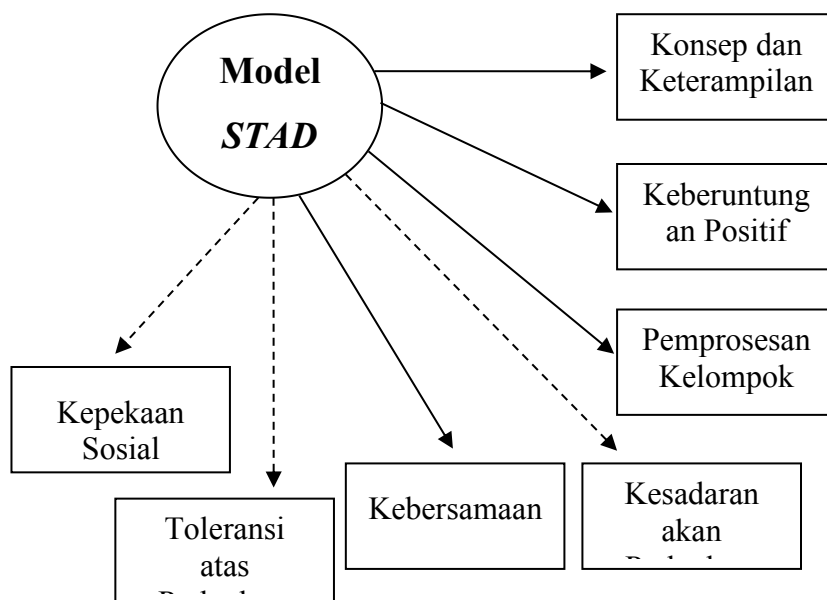 Model
STAD
Konsep dan
Keterampilan
Keberuntung
an Positif
Pemprosesan
Kelompok
Kepekaan
Sosial
Toleransi
atas
Kebersamaan
Kesadaran
akan